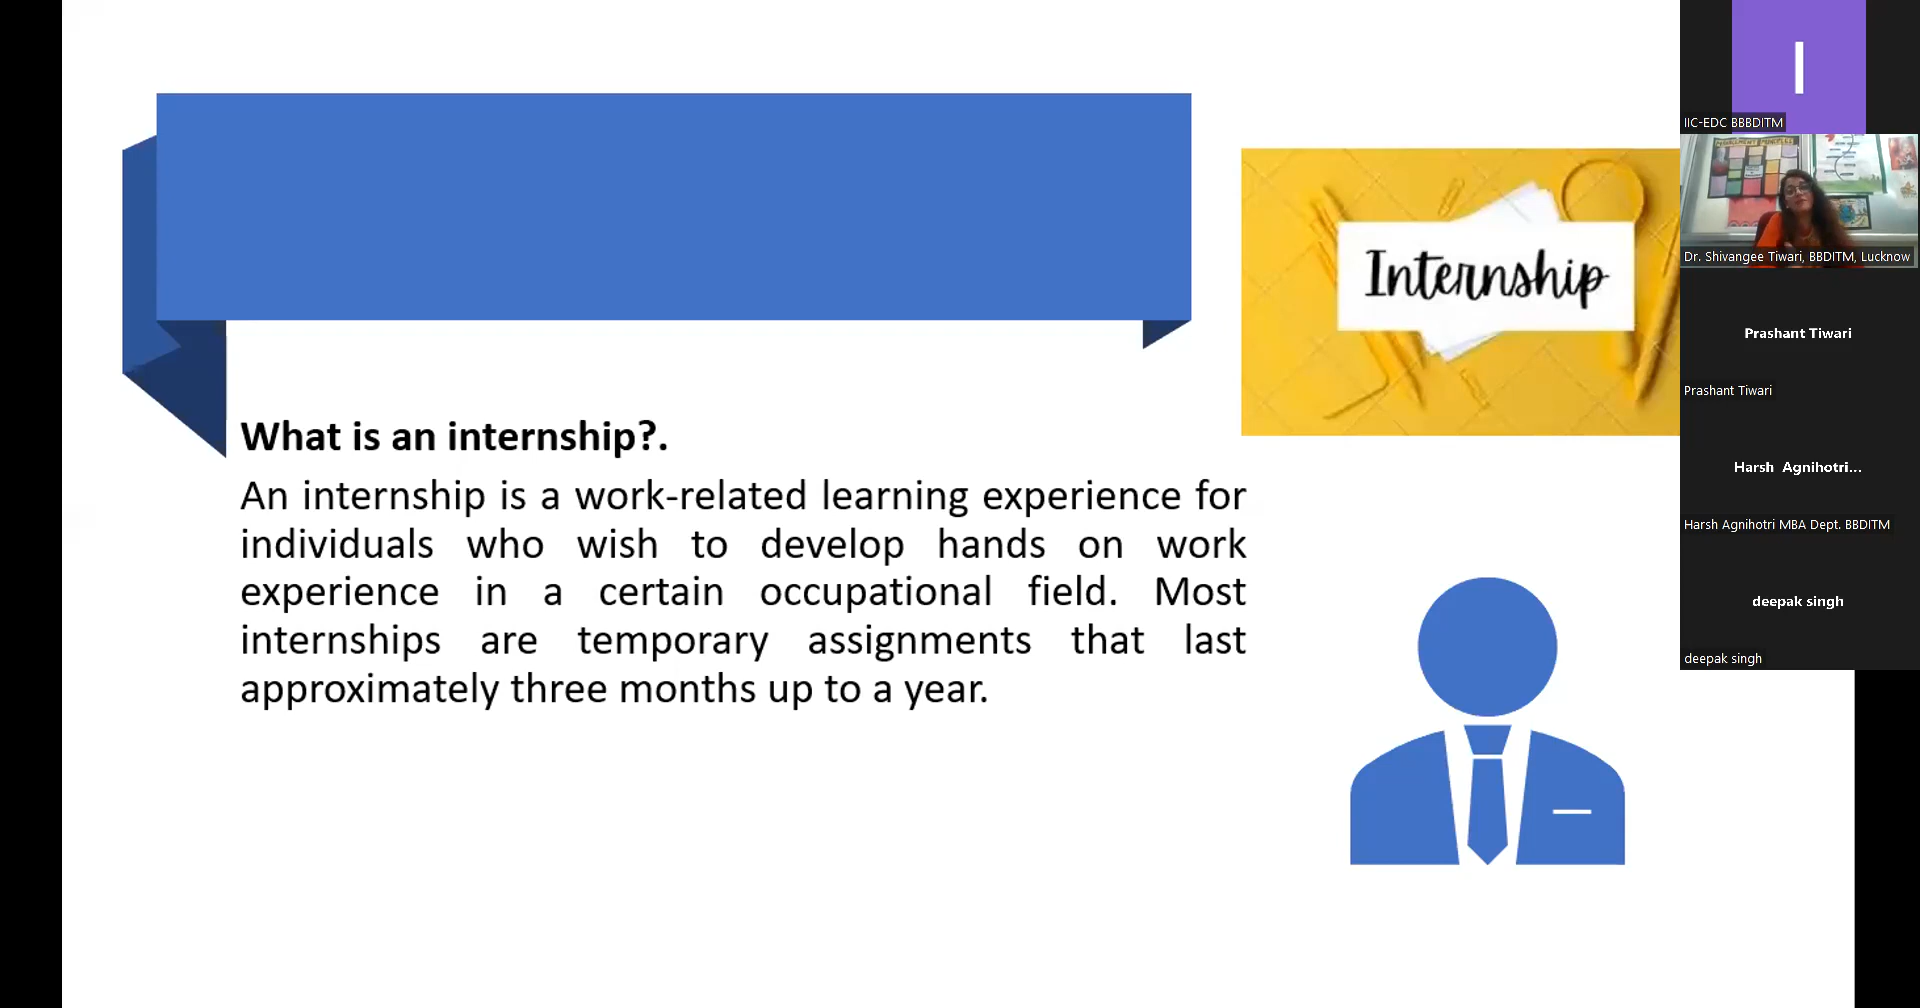 What is an internship?.
An internship is a work-related learning experience for
individuals who wish to develop hands on work
experience in a certain occupational field. Most
internships are temporary assignments that last
approximately three months up to a year.
Internship
I
IIC-EDC BBBDITM
Dr. Shivangee Tiwari, BBDITM, Lucknow
Prashant Tiwari
Prashant Tiwari
Harsh Agnihotri...
Harsh Agnihotri MBA Dept. BBDITM
deepak singh
deepak singh